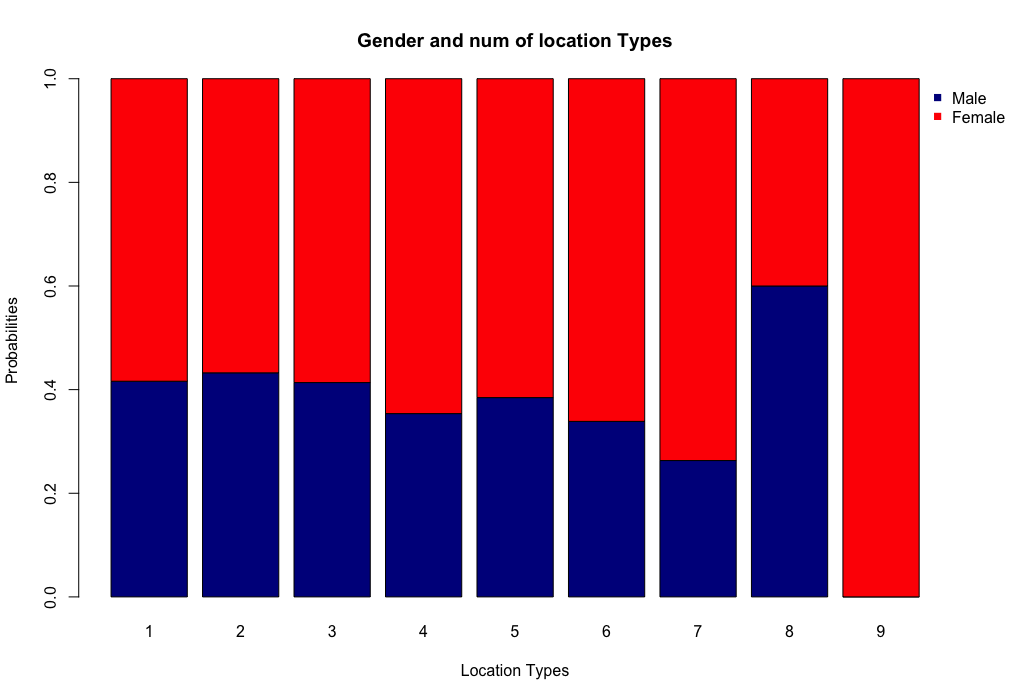 Gender and num of location Types
Male
Female
Probabilities
1.0
0.8
0.6
0.4
0.2
0.0
1 2 3 4 5 6 7 8 9
Location Types